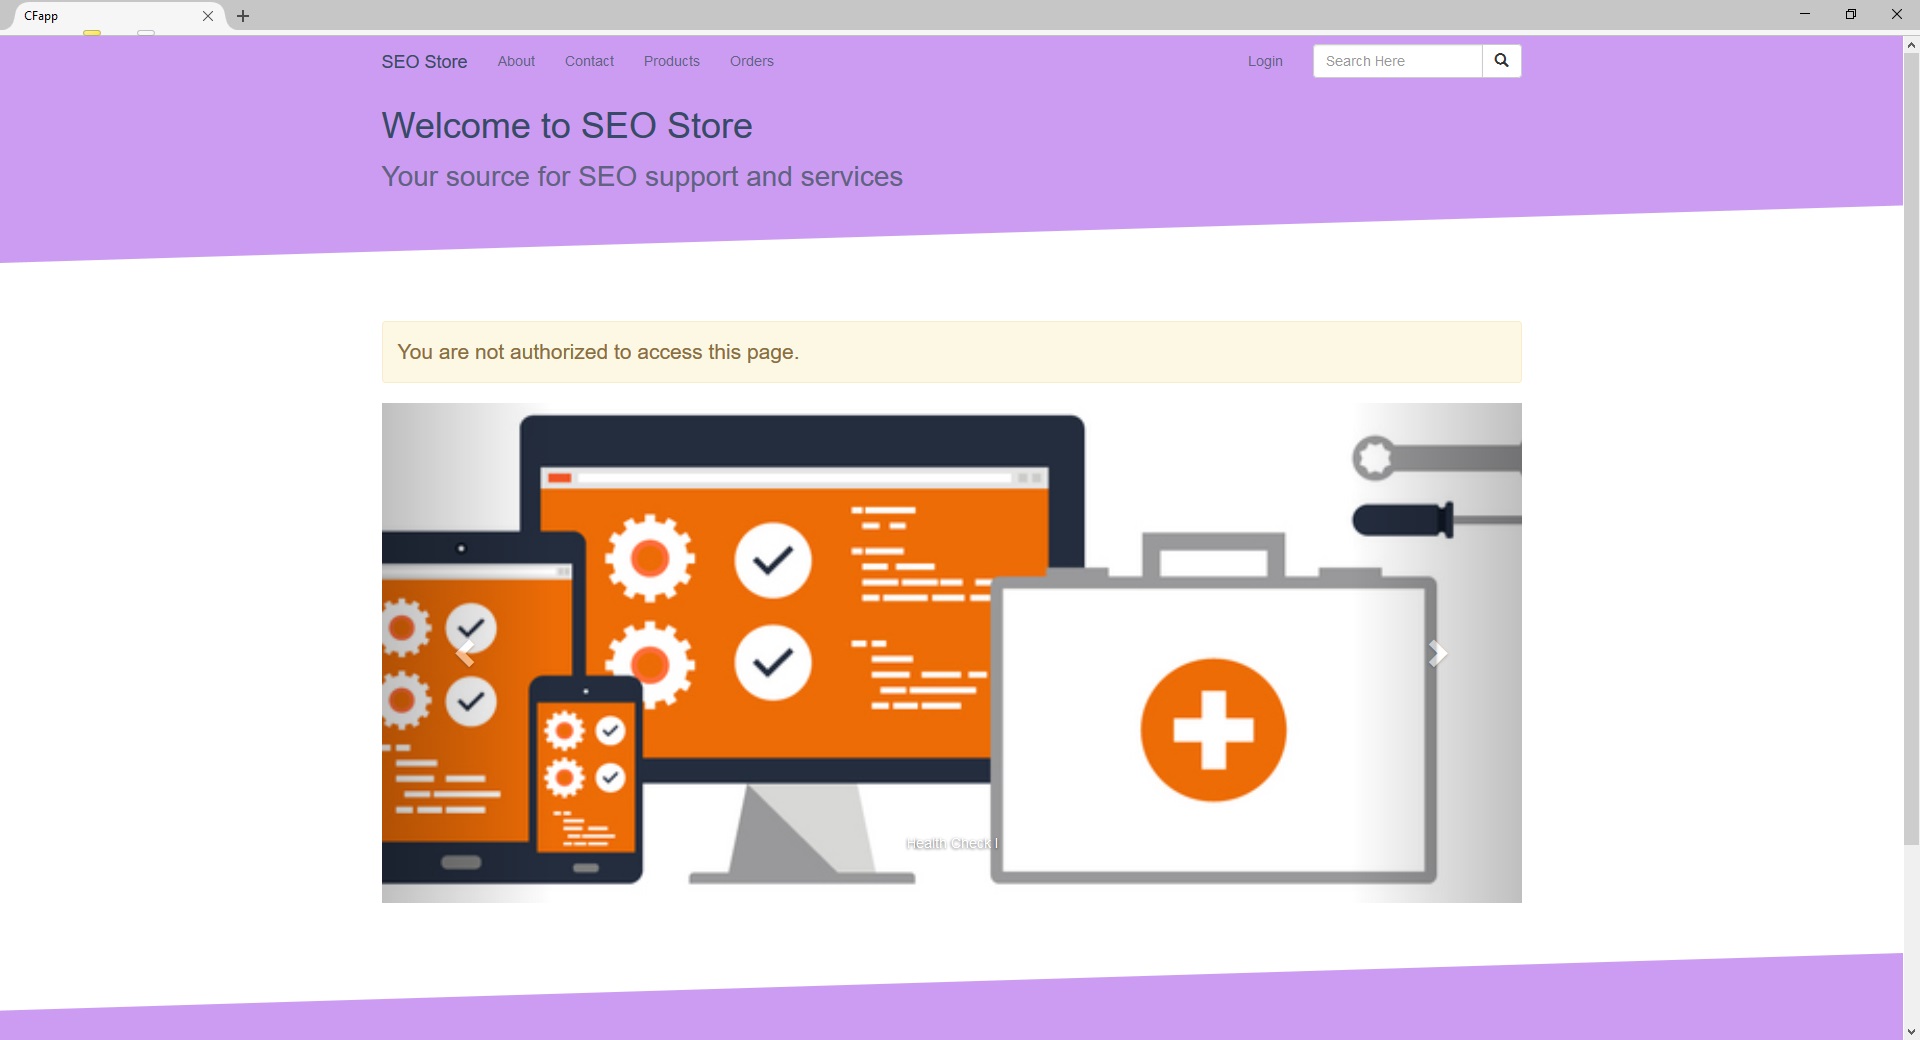 CFapp
SEO Store About Contact Products Orders Login Search Here
Welcome to SEO Store
Your source for SEO support and services
You are not authorized to access this page.
Health Check I